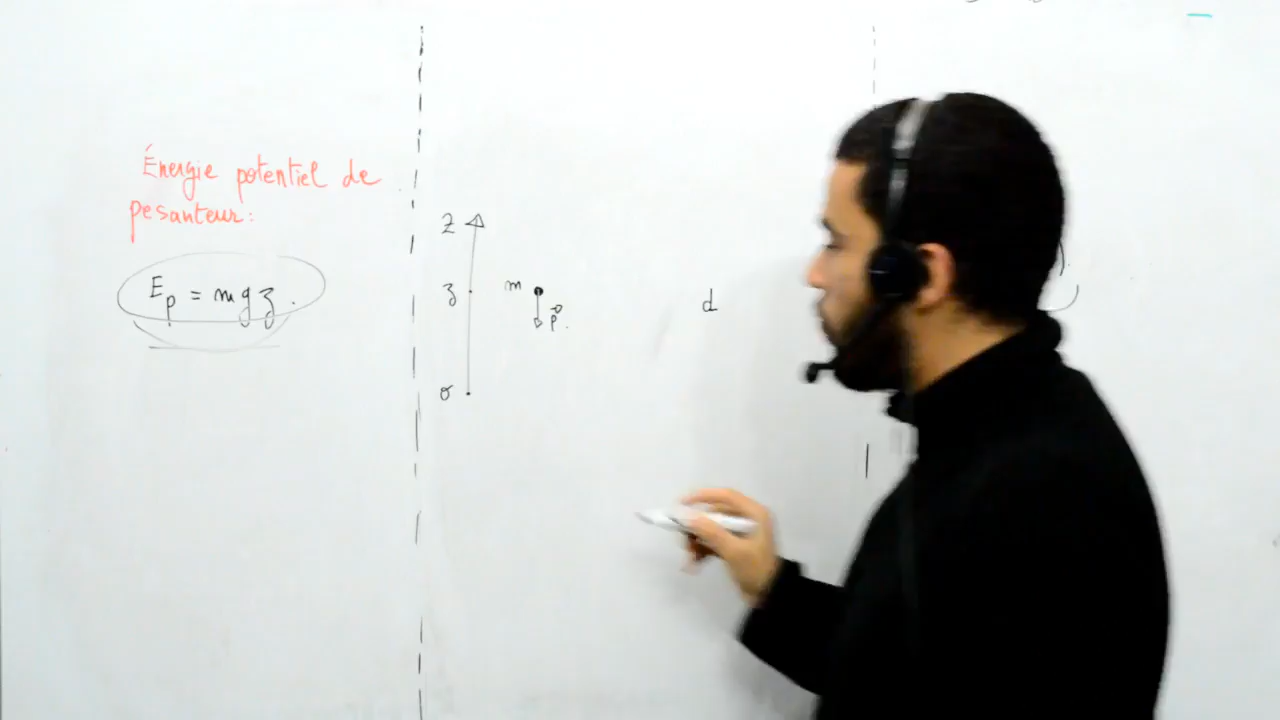 Énergie potentiel de
pesanteur:
Ep = mgz.
z
z
m
P.
O
d